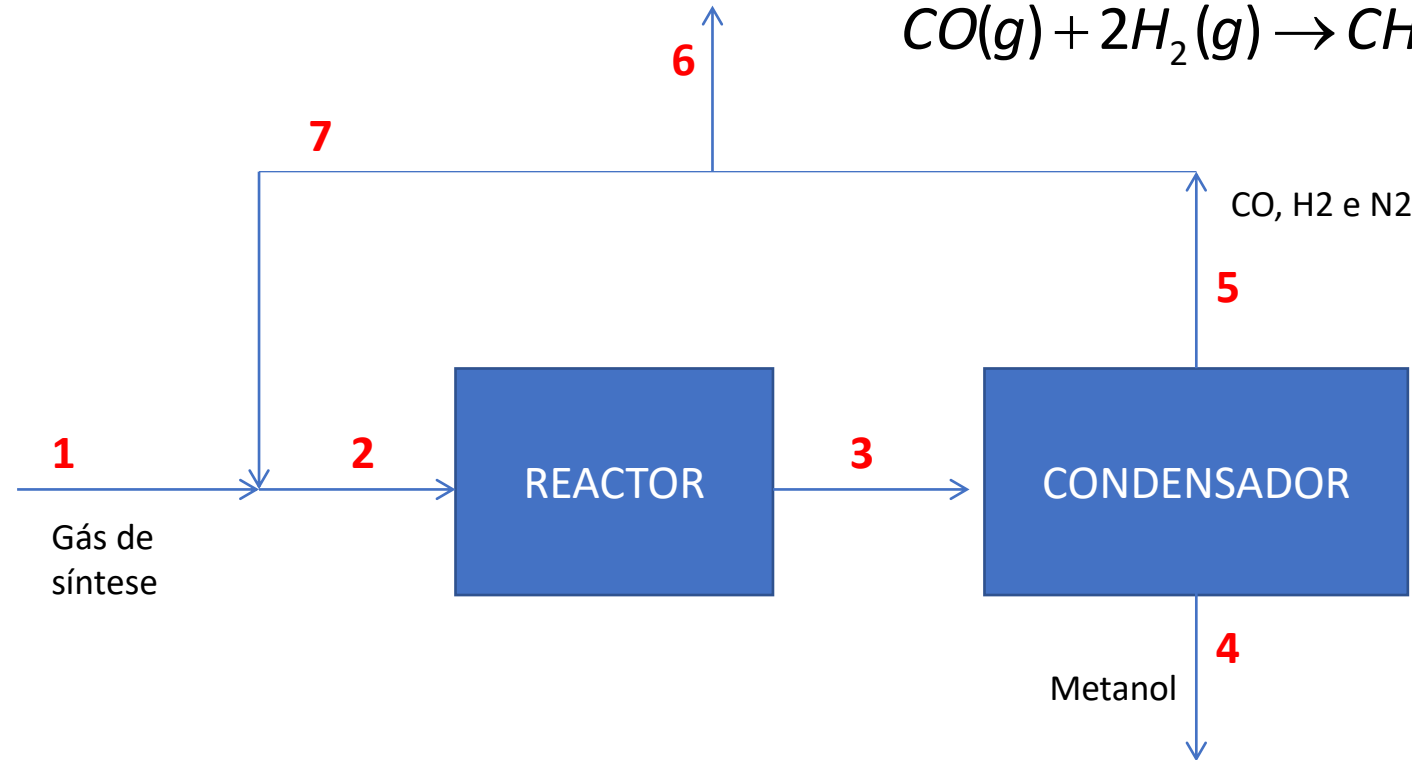 CO(g) + 2H₂(g) → CH
6
7
CO, H2 e N2
5
1
2
REACTOR
3
CONDENSADOR
Gás de
síntese
4
Metanol